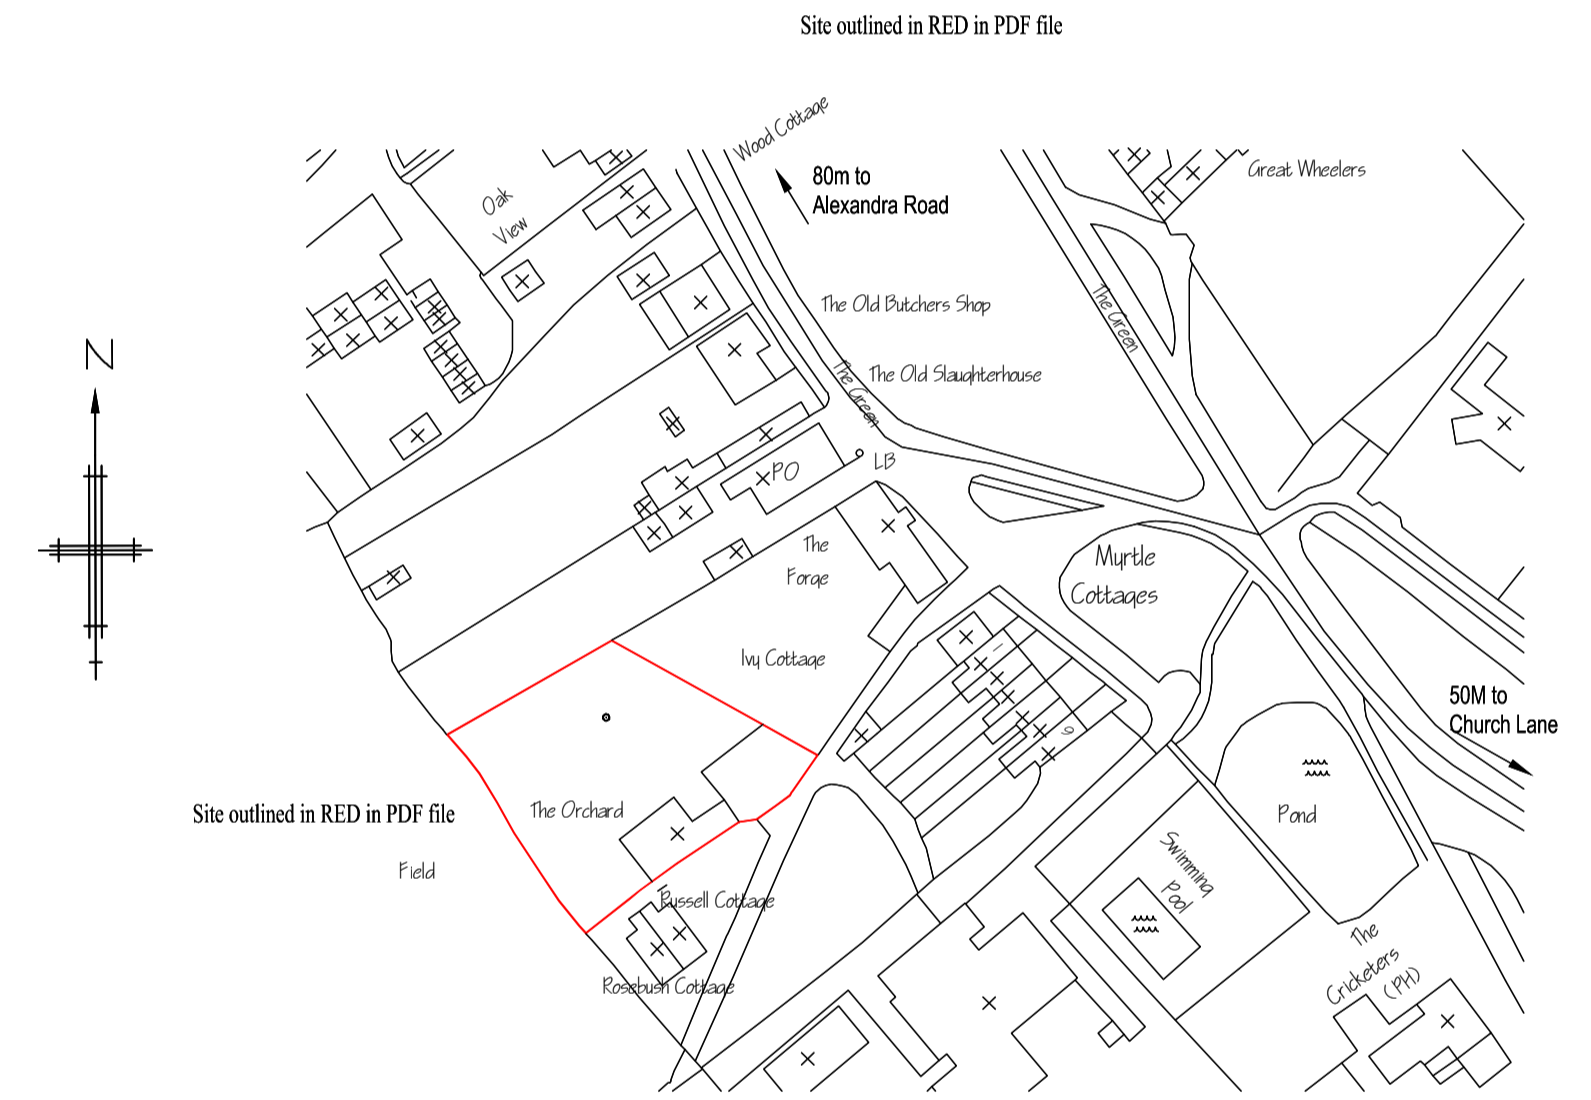 Site outlined in RED in PDF file
Wood Cottage
80m to
Alexandra Road
Great Wheelers
Oak
View
The Old Butchers Shop
The Green
The Green
The Old Slaughterhouse
N
LB
PO
The
Forge
Myrtle
Cottages
Ivy Cottage
1
9
50M to
Church Lane
The Orchard
Site outlined in RED in PDF file
Field
Pond
Swimming
Pool
Russell Cottage
Rosebush Cottage
The
Cricketers
(PH)